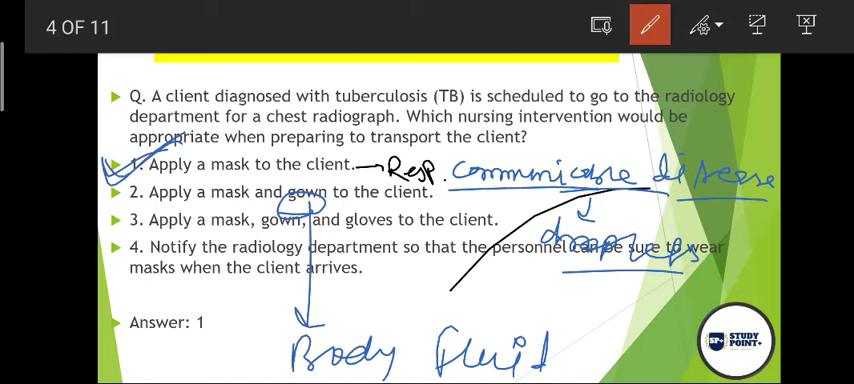 4 OF 11
Q. A client diagnosed with tuberculosis (TB) is scheduled to go to the radiology
department for a chest radiograph. Which nursing intervention would be
appropriate when preparing to transport the client?
1. Apply a mask to the client. Resp. communicable disease
2. Apply a mask and gown to the client.
3. Apply a mask, gown, and gloves to the client.
4. Notify the radiology department so that the personnel can be sure to wear
masks when the client arrives.
Answer: 1
Body fluid
SP+ STUDY
POINT+